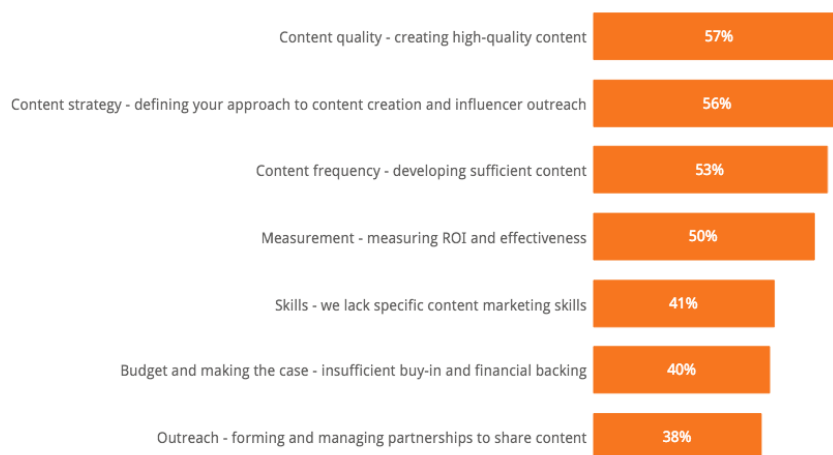 Content quality - creating high-quality content 57%
Content strategy - defining your approach to content creation and influencer outreach 56%
Content frequency - developing sufficient content 53%
Measurement - measuring ROI and effectiveness 50%
Skills - we lack specific content marketing skills 41%
Budget and making the case - insufficient buy-in and financial backing 40%
Outreach - forming and managing partnerships to share content 38%